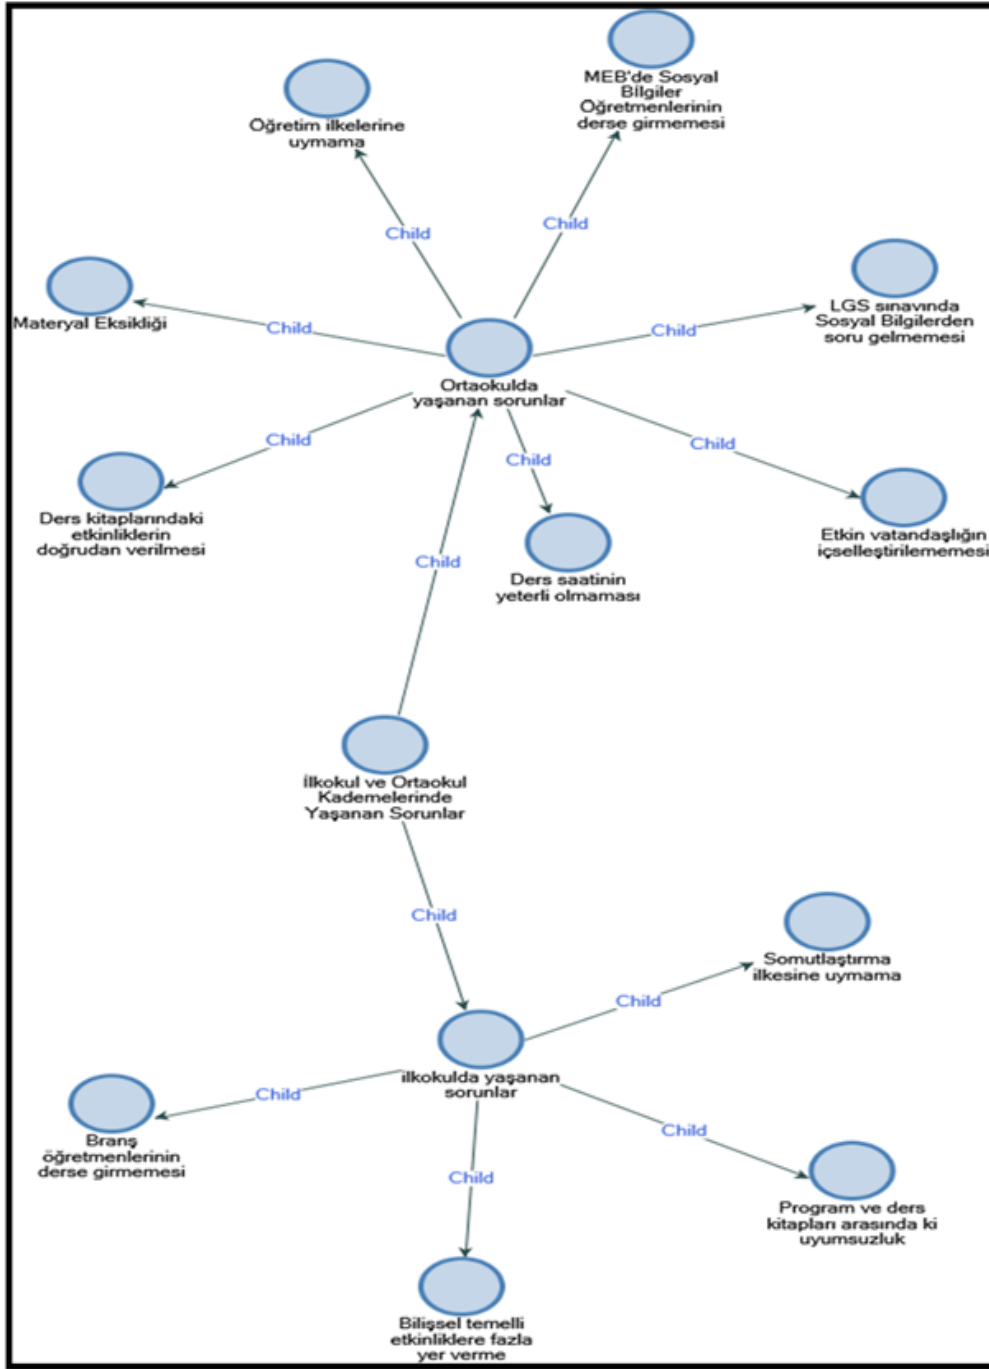 MEB'de Sosyal
Bİlgiler
Öğretmenlerinin
derse girmemesi
Öğretim ilkelerine
uymama
Child
Child
Materyal Eksikliği
LGS sınavında
Sosyal Bilgilerden
soru gelmemesi
Child
Child
Ortaokulda
yaşanan sorunlar
Child
Child
Child
Ders kitaplarındaki
etkinliklerin
doğrudan verilmesi
Etkin vatandaşlığın
içselleştirilememesi
Ders saatinin
yeterli olmaması
Child
İlkokul ve Ortaokul
Kademelerinde
Yaşanan Sorunlar
Child
Somutlaştırma
ilkesine uymama
Child
ilkokulda yaşanan
sorunlar
Child
Child
Branş
öğretmenlerinin
derse girmemesi
Child
Program ve ders
kitapları arasında ki
uyumsuzluk
Bilişsel temelli
etkinliklere fazla
yer verme